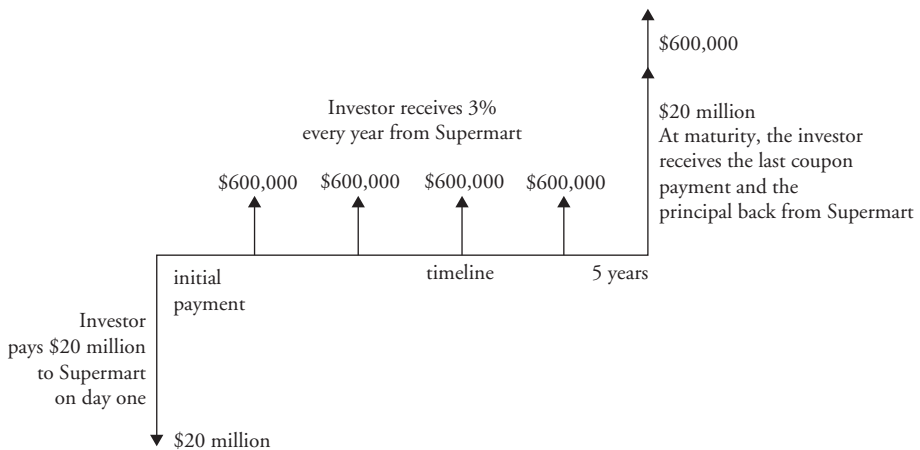 $600,000
$20 million
At maturity, the investor
receives the last coupon
payment and the
principal back from Supermart
Investor receives 3%
every year from Supermart
$600,000 $600,000 $600,000 $600,000
initial
payment
timeline
5 years
Investor
pays $20 million
to Supermart
on day one
$20 million